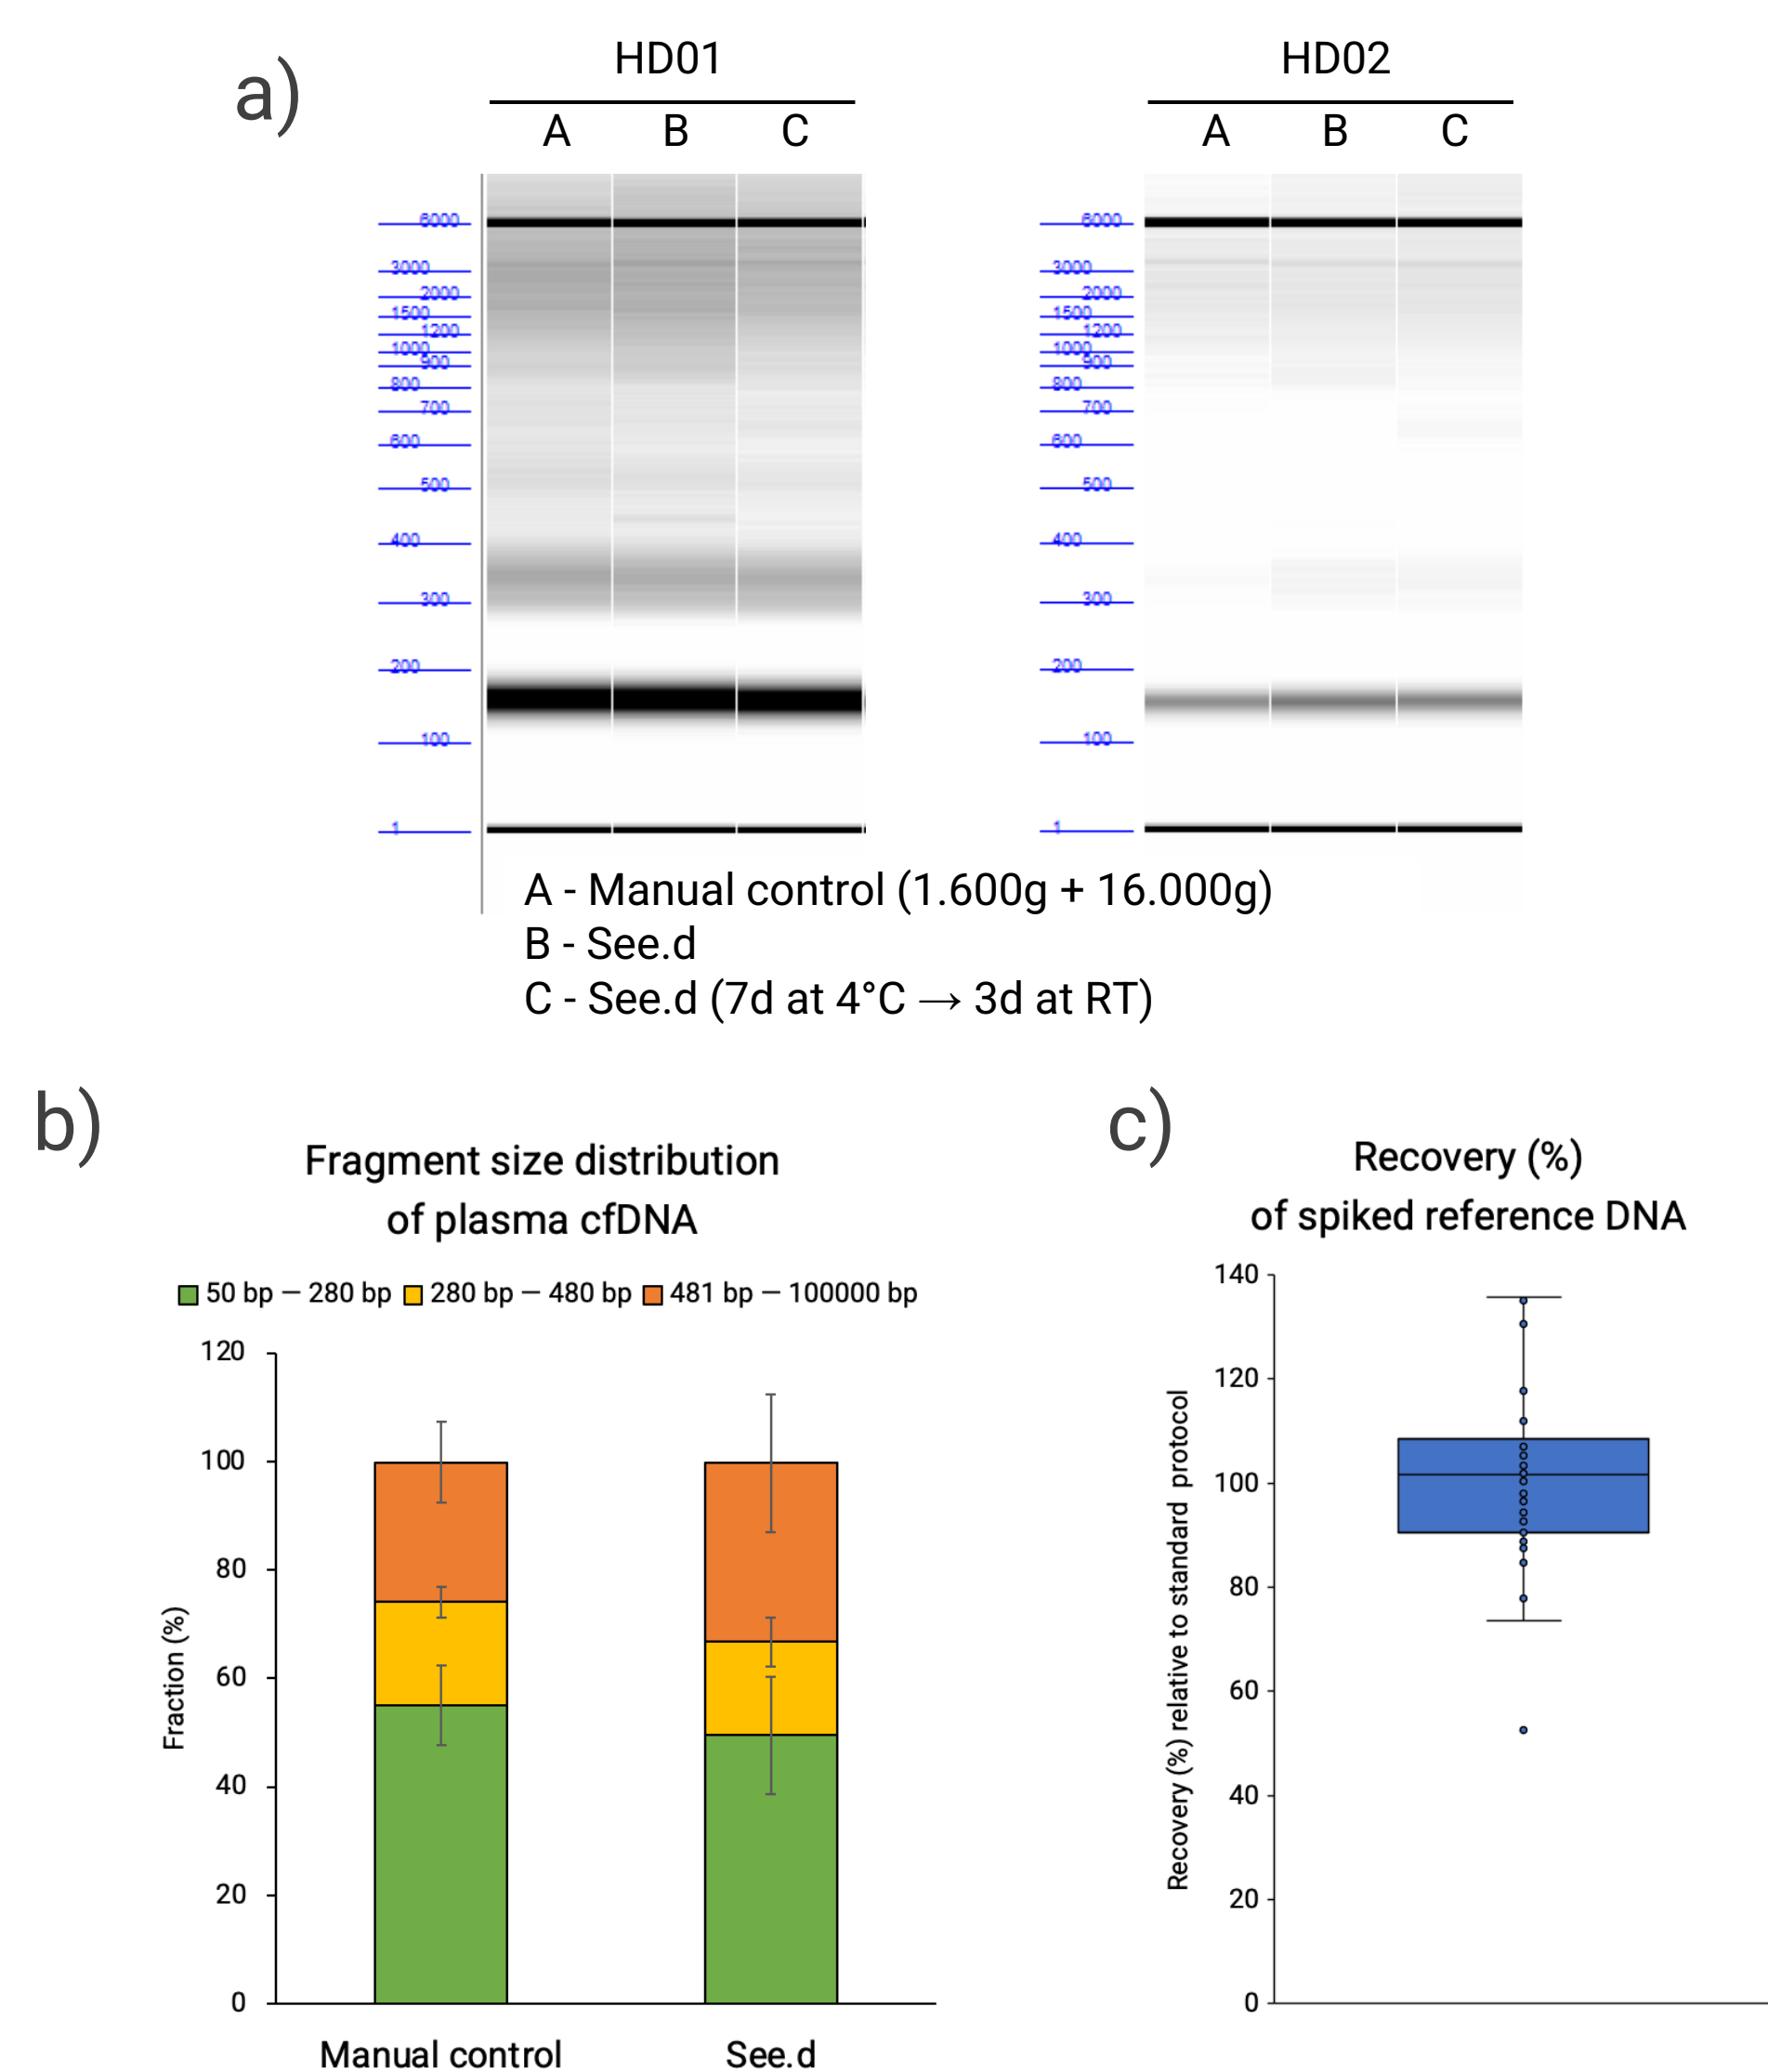 a)
HD01
HD02
A B C
A B C
6000
3000
2000
1500
1200
1000
900
800
700
600
500
400
300
200
100
1
6000
3000
2000
1500
1200
1000
900
800
700
600
500
400
300
200
100
1
A - Manual control (1.600g + 16.000g)
B - See.d
C - See.d (7d at 4°C → 3d at RT)
b)
Fragment size distribution
of plasma cfDNA
50 bp — 280 bp 280 bp — 480 bp 481 bp — 100000 bp
Fraction (%)
120
100
80
60
40
20
0
Manual control See.d
c)
Recovery (%)
of spiked reference DNA
Recovery (%) relative to standard protocol
140
120
100
80
60
40
20
0